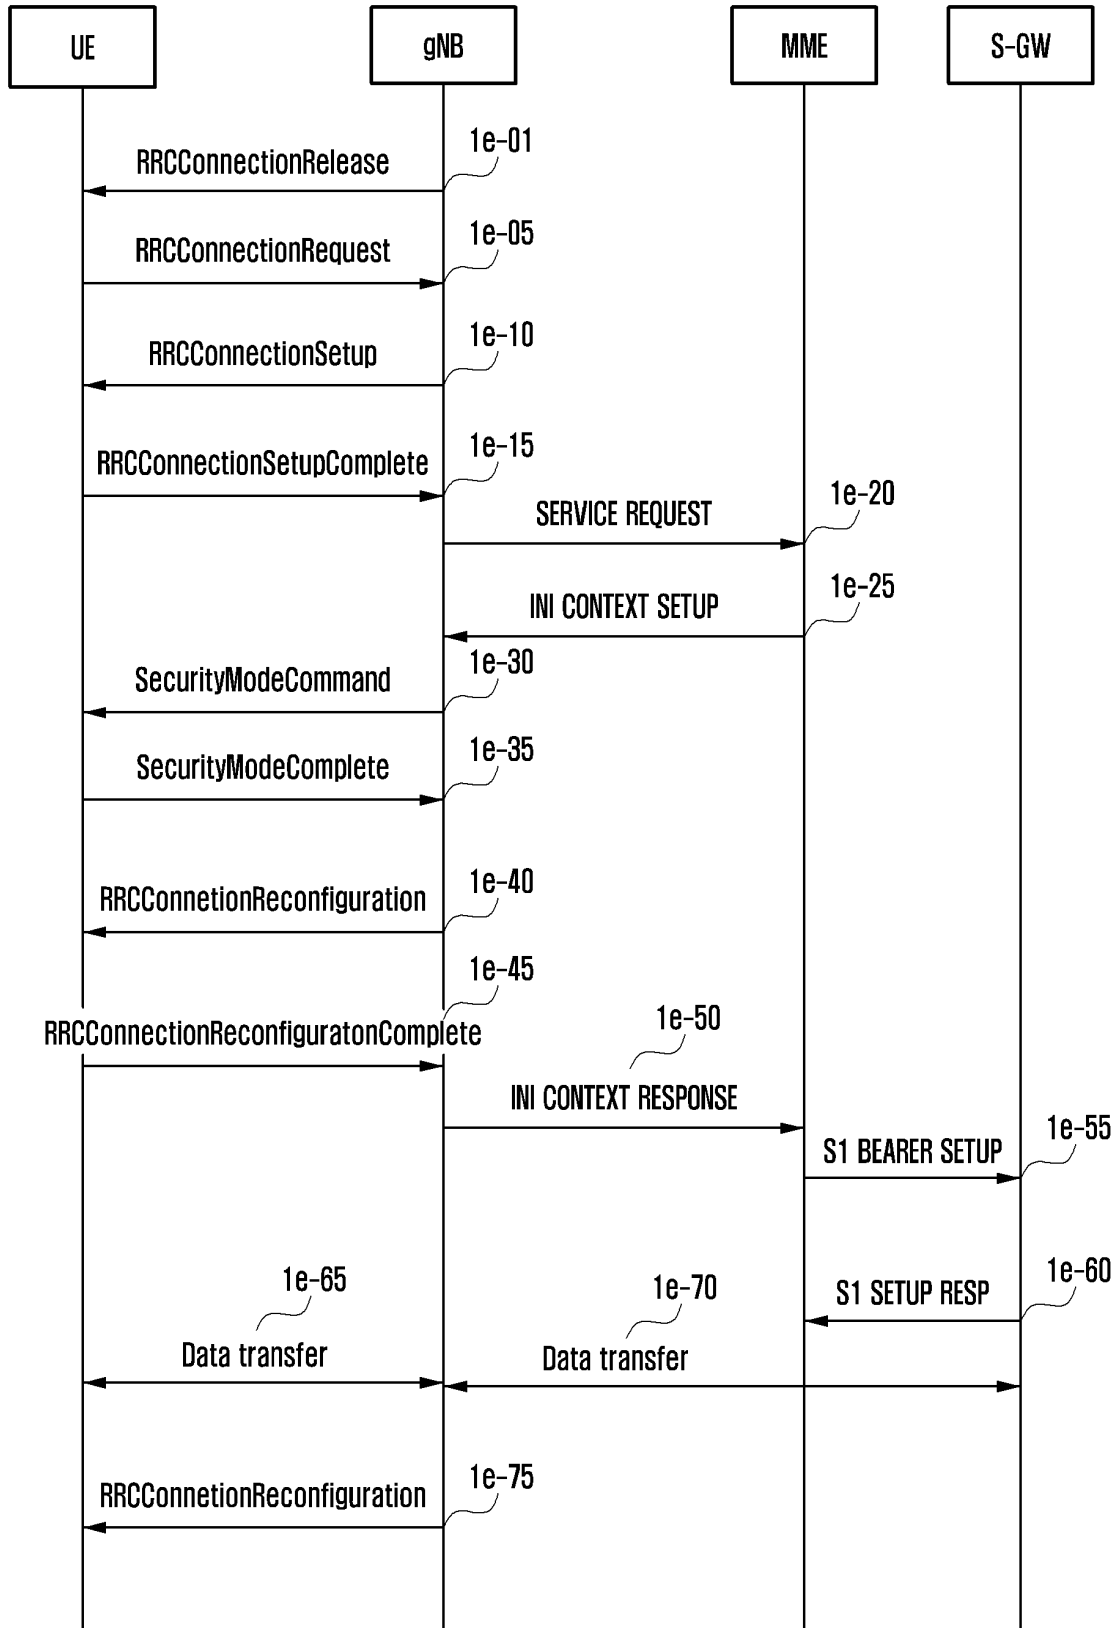 UE
gNB
MME
S-GW
1e-01
RRCConnectionRelease
1e-05
RRCConnectionRequest
1e-10
RRCConnectionSetup
1e-15
RRCConnectionSetupComplete
1e-20
SERVICE REQUEST
1e-25
INI CONTEXT SETUP
1e-30
SecurityModeCommand
1e-35
SecurityModeComplete
1e-40
RRCConnetionReconfiguration
1e-45
RRCConnectionReconfiguratonComplete
1e-50
INI CONTEXT RESPONSE
1e-55
S1 BEARER SETUP
1e-60
S1 SETUP RESP
1e-65
Data transfer
1e-70
Data transfer
1e-75
RRCConnetionReconfiguration